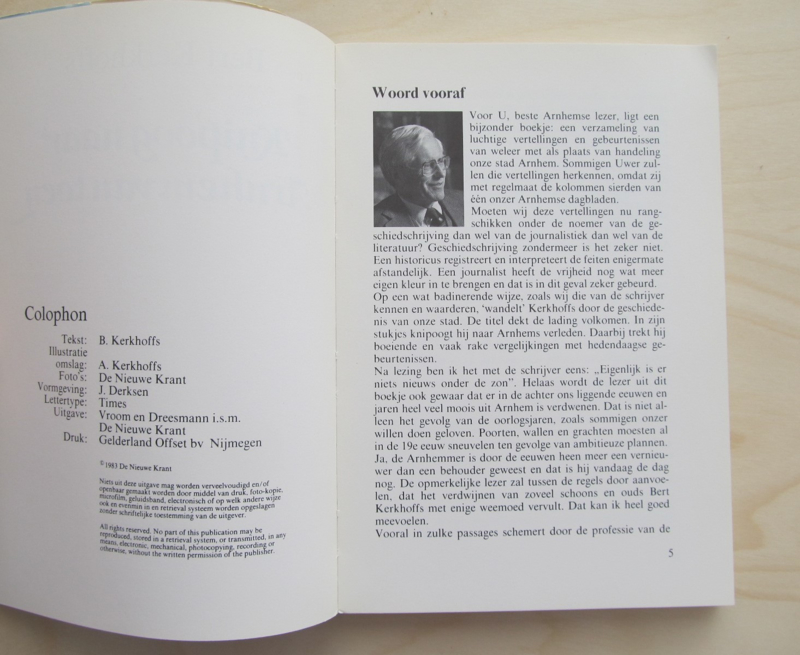 Colophon
Tekst: B. Kerkhoffs
Illustratie
omslag: A. Kerkhoffs
Foto's: De Nieuwe Krant
Vormgeving: J. Derksen
Lettertype: Times
Uitgave: Vroom en Dreesmann i.s.m.
De Nieuwe Krant
Druk: Gelderland Offset bv Nijmegen
© 1983 De Nieuwe Krant
Niets uit deze uitgave mag worden verveelvoudigd en/of
openbaar gemaakt worden door middel van druk, foto-kopie,
microfilm, geluidsband, electronisch of op welk andere wijze
ook en evenmin in en retrieval systeem worden opgeslagen
zonder schriftelijke toestemming van de uitgever.
All rights reserved. No part of this publication may be
reproduced, stored in a retrieval system, or transmitted, in any
means, electronic, mechanical, photocopying, recording or
otherwise, without the written permission of the publisher.
Woord vooraf
Voor U, beste Arnhemse lezer, ligt een
bijzonder boekje: een verzameling van
luchtige vertellingen en gebeurtenissen
van weleer met als plaats van handeling
onze stad Arnhem. Sommigen Uwer zul-
len die vertellingen herkennen, omdat zij
met regelmaat de kolommen sierden van
één onzer Arnhemse dagbladen.
Moeten wij deze vertellingen nu rang-
schikken onder de noemer van de ge-
schiedschrijving dan wel van de journalistiek dan wel van de
literatuur? Geschiedschrijving zondermeer is het zeker niet.
Een historicus registreert en interpreteert de feiten enigermate
afstandelijk. Een journalist heeft de vrijheid nog wat meer
eigen kleur in te brengen en dat is in dit geval zeker gebeurd.
Op een wat badinerende wijze, zoals wij die van de schrijver
kennen en waarderen, ‘wandelt’ Kerkhoffs door de geschiede-
nis van onze stad. De titel dekt de lading volkomen. In zijn
stukjes knipoogt hij naar Arnhems verleden. Daarbij trekt hij
boeiende en vaak rake vergelijkingen met hedendaagse ge-
beurtenissen.
Na lezing ben ik het met de schrijver eens: „Eigenlijk is er
niets nieuws onder de zon”. Helaas wordt de lezer uit dit
boekje ook gewaar dat er in de achter ons liggende eeuwen en
jaren heel veel moois uit Arnhem is verdwenen. Dat is niet al-
leen het gevolg van de oorlogsjaren, zoals sommigen onzer
willen doen geloven. Poorten, wallen en grachten moesten al
in de 19e eeuw sneuvelen ten gevolge van ambitieuze plannen.
Ja, de Arnhemmer is door de eeuwen heen meer een vernieu-
wer dan een behouder geweest en dat is hij vandaag de dag
nog. De opmerkelijke lezer zal tussen de regels door aanvoe-
len, dat het verdwijnen van zoveel schoons en ouds Bert
Kerkhoffs met enige weemoed vervult. Dat kan ik heel goed
meevoelen.
Vooral in zulke passages schemert door de professie van de
5